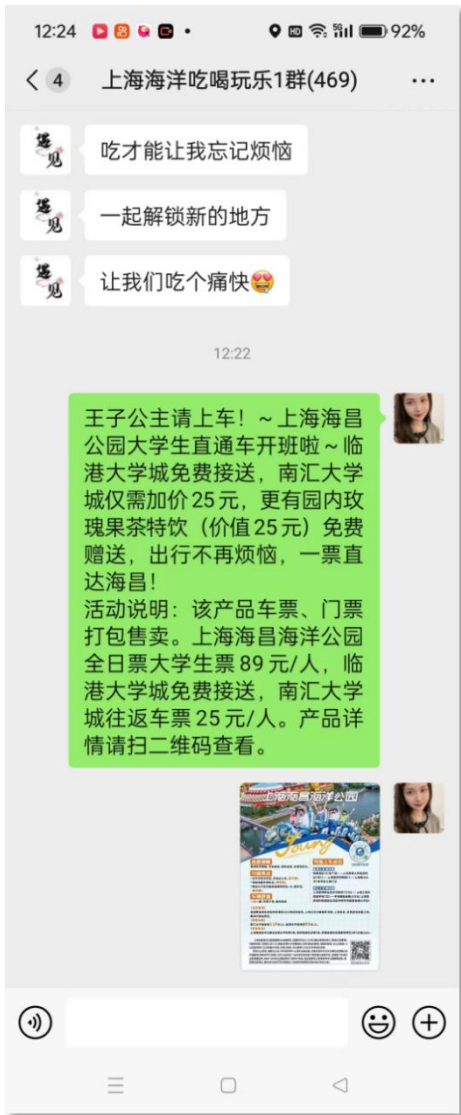 12:24
HD
5G
92%
4
上海海洋吃喝玩乐1群(469)
遇见
吃才能让我忘记烦恼
遇见
一起解锁新的地方
遇见
让我们吃个痛快
12:22
王子公主请上车！~上海海昌
公园大学生直通车开班啦~临
港大学城免费接送，南汇大学
城仅需加价25元，更有园内玫
瑰果茶特饮（价值25元）免费
赠送，出行不再烦恼，一票直
达海昌！
活动说明：该产品车票、门票
打包售卖。上海海昌海洋公园
全日票大学生票89元/人，临
港大学城免费接送，南汇大学
城往返车票25元/人。产品详
情请扫二维码查看。
上海海昌海洋公园
Young